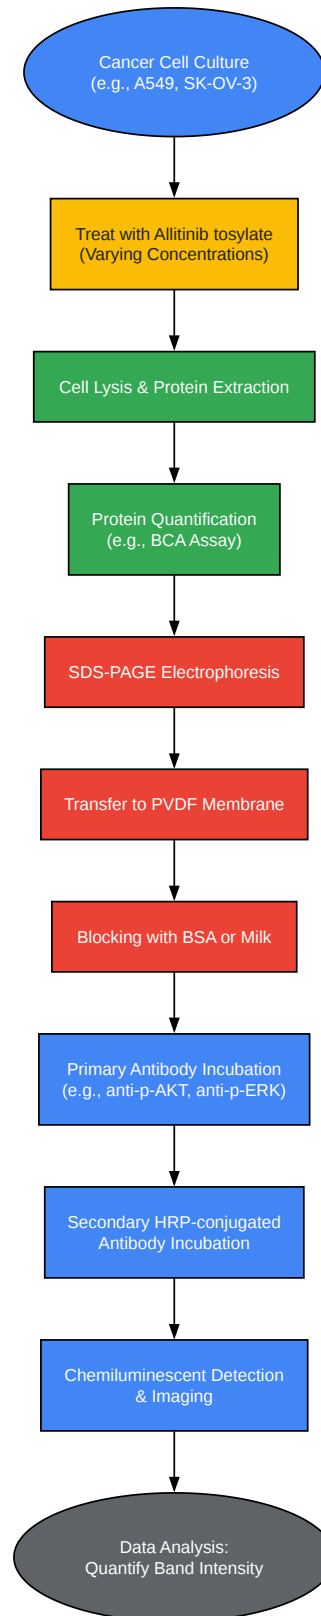 Cancer Cell Culture
(e.g., A549, SK-OV-3)
Treat with Allitinib tosylate
(Varying Concentrations)
Cell Lysis & Protein Extraction
Protein Quantification
(e.g., BCA Assay)
SDS-PAGE Electrophoresis
Transfer to PVDF Membrane
Blocking with BSA or Milk
Primary Antibody Incubation
(e.g., anti-p-AKT, anti-p-ERK)
Secondary HRP-conjugated
Antibody Incubation
Chemiluminescent Detection
& Imaging
Data Analysis:
Quantify Band Intensity